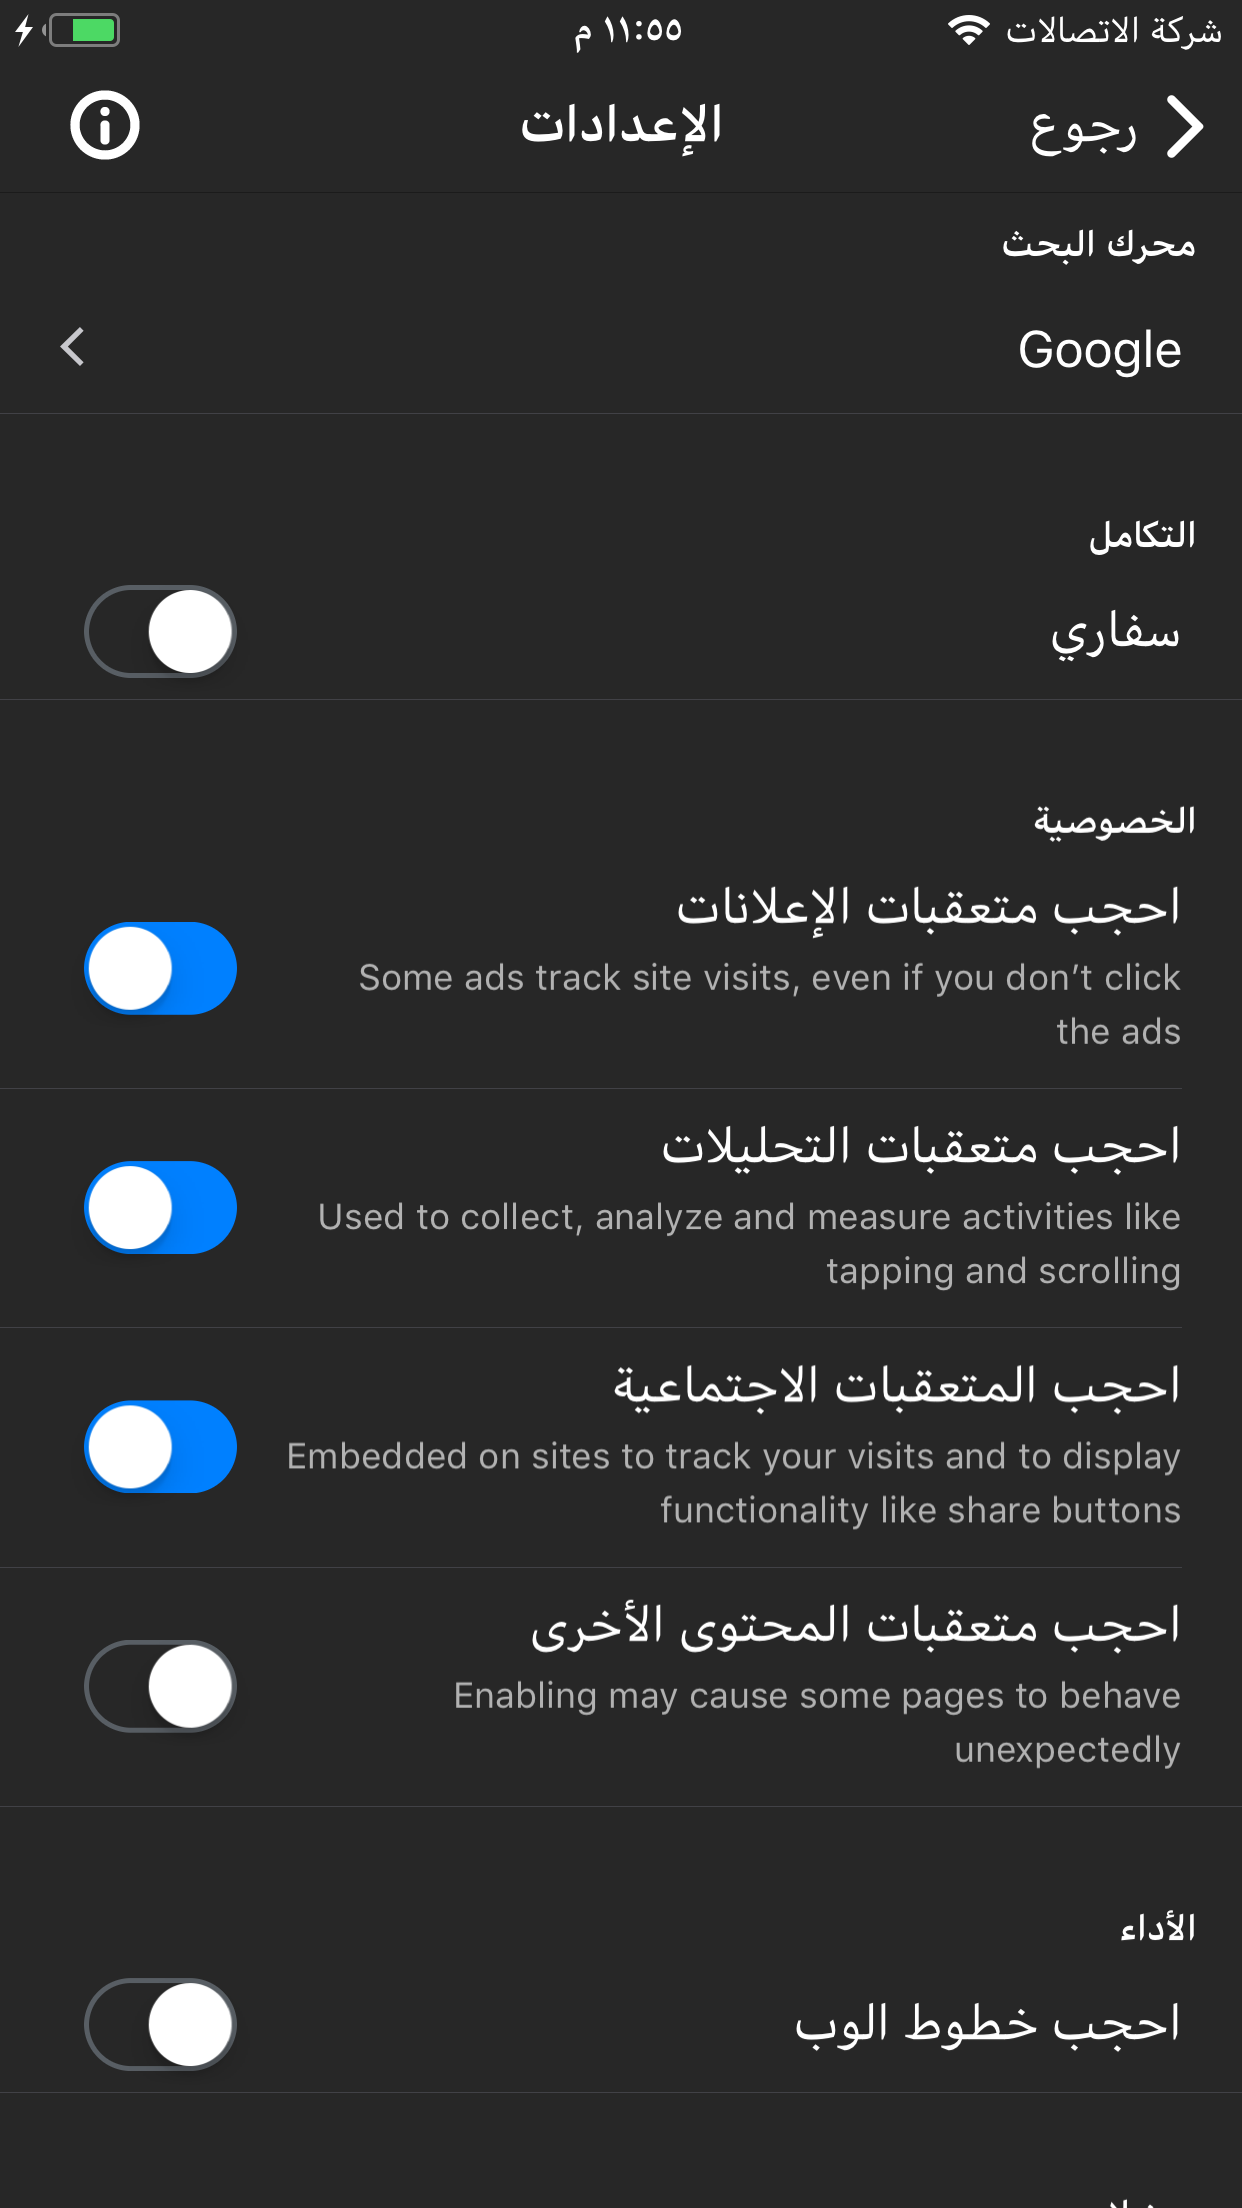 شركة الاتصالات ١١:٥٥ م
رجوع
الإعدادات
محرك البحث
Google
التكامل
سفاري
الخصوصية
احجب متعقبات الإعلانات
Some ads track site visits, even if you don’t click
the ads
احجب متعقبات التحليلات
Used to collect, analyze and measure activities like
tapping and scrolling
احجب المتعقبات الاجتماعية
Embedded on sites to track your visits and to display
functionality like share buttons
احجب متعقبات المحتوى الأخرى
Enabling may cause some pages to behave
unexpectedly
الأداء
احجب خطوط الوب